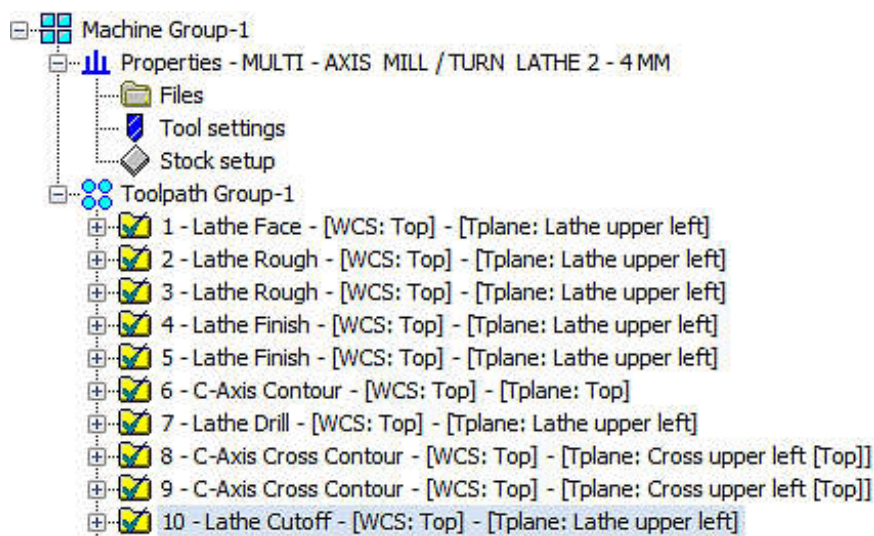 Machine Group-1
Properties - MULTI - AXIS MILL / TURN LATHE 2 - 4 MM
Files
Tool settings
Stock setup
Toolpath Group-1
1 - Lathe Face - [WCS: Top] - [Tplane: Lathe upper left]
2 - Lathe Rough - [WCS: Top] - [Tplane: Lathe upper left]
3 - Lathe Rough - [WCS: Top] - [Tplane: Lathe upper left]
4 - Lathe Finish - [WCS: Top] - [Tplane: Lathe upper left]
5 - Lathe Finish - [WCS: Top] - [Tplane: Lathe upper left]
6 - C-Axis Contour - [WCS: Top] - [Tplane: Top]
7 - Lathe Drill - [WCS: Top] - [Tplane: Lathe upper left]
8 - C-Axis Cross Contour - [WCS: Top] - [Tplane: Cross upper left [Top]]
9 - C-Axis Cross Contour - [WCS: Top] - [Tplane: Cross upper left [Top]]
10 - Lathe Cutoff - [WCS: Top] - [Tplane: Lathe upper left]